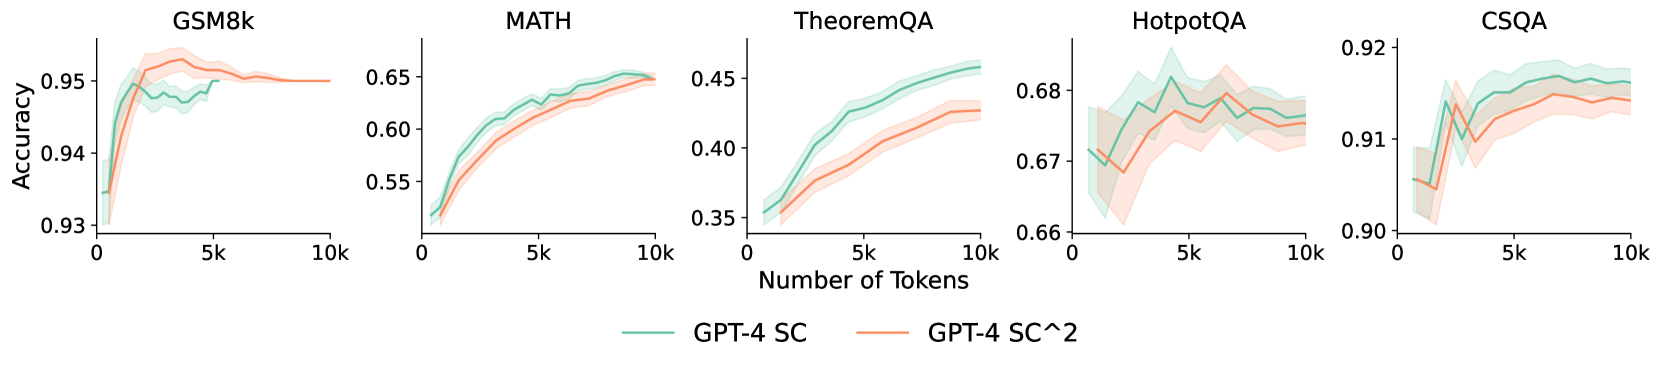 GSM8k
MATH
TheoremQA
HotpotQA
CSQA
Accuracy
0.95
0.94
0.93
0
5k
10k
0.65
0.60
0.55
0
5k
10k
0.45
0.40
0.35
0
5k
10k
0.68
0.67
0.66
0
5k
10k
0.92
0.91
0.90
0
5k
10k
Number of Tokens
GPT-4 SC
GPT-4 SC^2